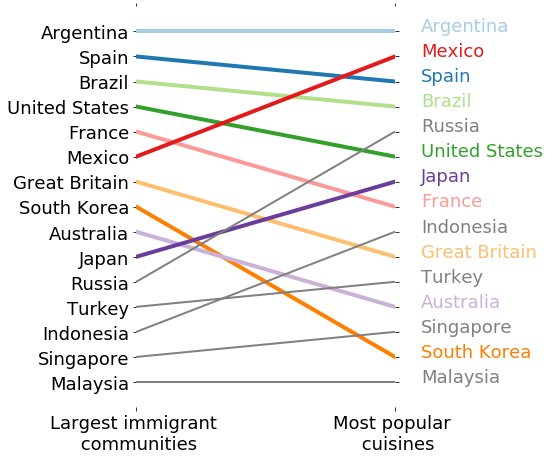 Argentina
Spain
Brazil
United States
France
Mexico
Great Britain
South Korea
Australia
Japan
Russia
Turkey
Indonesia
Singapore
Malaysia
Argentina
Mexico
Spain
Brazil
Russia
United States
Japan
France
Indonesia
Great Britain
Turkey
Australia
Singapore
South Korea
Malaysia
Largest immigrant
communities
Most popular
cuisines